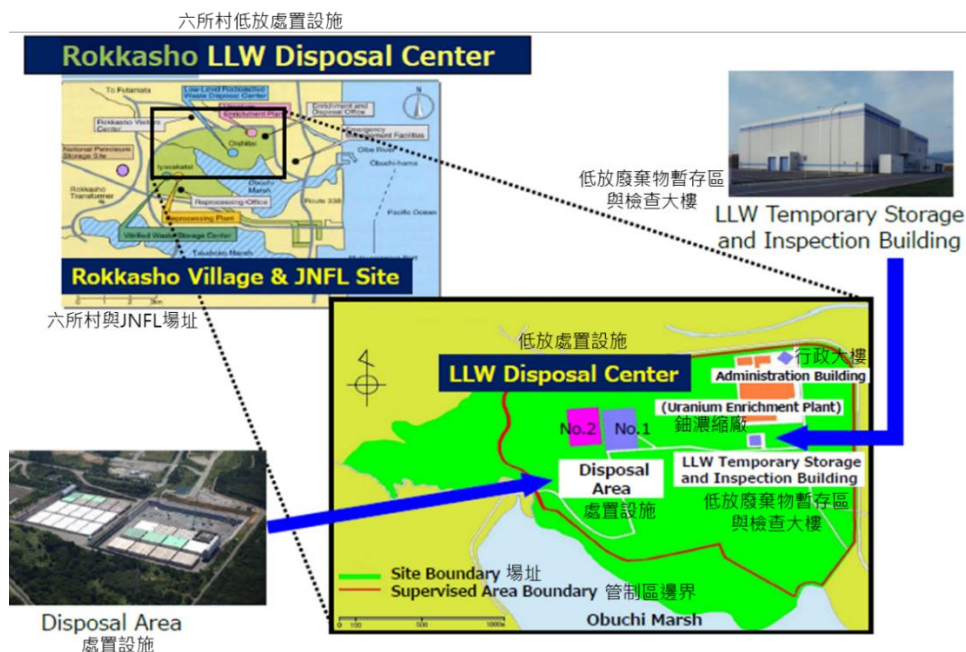 六所村低放處置設施
Rokkasho LLW Disposal Center
To Futamata
Low-Level Radioactive
Waste Disposal Center
Enrichment Plant
Enrichment and
Disposal Office
Rokkasho Visitors
Center
Oishitai
National Petroleum
Storage Site
Iyasakatai
Obuchi
Marsh
Obuchi-hama
Rokkasho
Transformer
Reprocessing Office
Route 338
Reprocessing Plant
Pacific Ocean
Vitrified Waste Storage Center
Rokkasho Village & JNFL Site
六所村與JNFL場址
低放廢棄物暫存區
與檢查大樓
LLW Temporary Storage
and Inspection Building
低放處置設施
LLW Disposal Center
行政大樓
Administration Building
(Uranium Enrichment Plant)
鈾濃縮廠
No.2
No.1
Disposal
Area
處置設施
LLW Temporary Storage
and Inspection Building
低放廢棄物暫存區
與檢查大樓
Site Boundary 場址
Supervised Area Boundary 管制區邊界
0 100 500 1000m
Obuchi Marsh
Disposal Area
處置設施